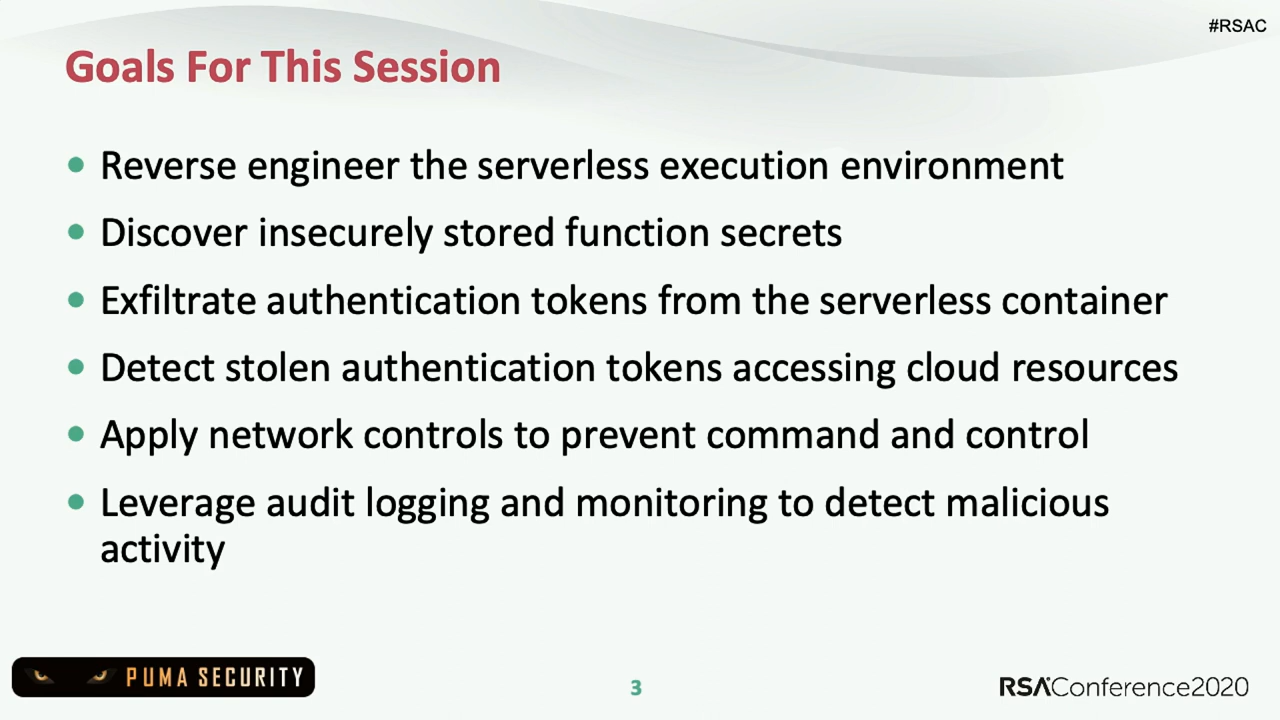 #RSAC
Goals For This Session
• Reverse engineer the serverless execution environment
• Discover insecurely stored function secrets
• Exfiltrate authentication tokens from the serverless container
• Detect stolen authentication tokens accessing cloud resources
• Apply network controls to prevent command and control
• Leverage audit logging and monitoring to detect malicious
activity
PUMA SECURITY
3
RSAConference2020